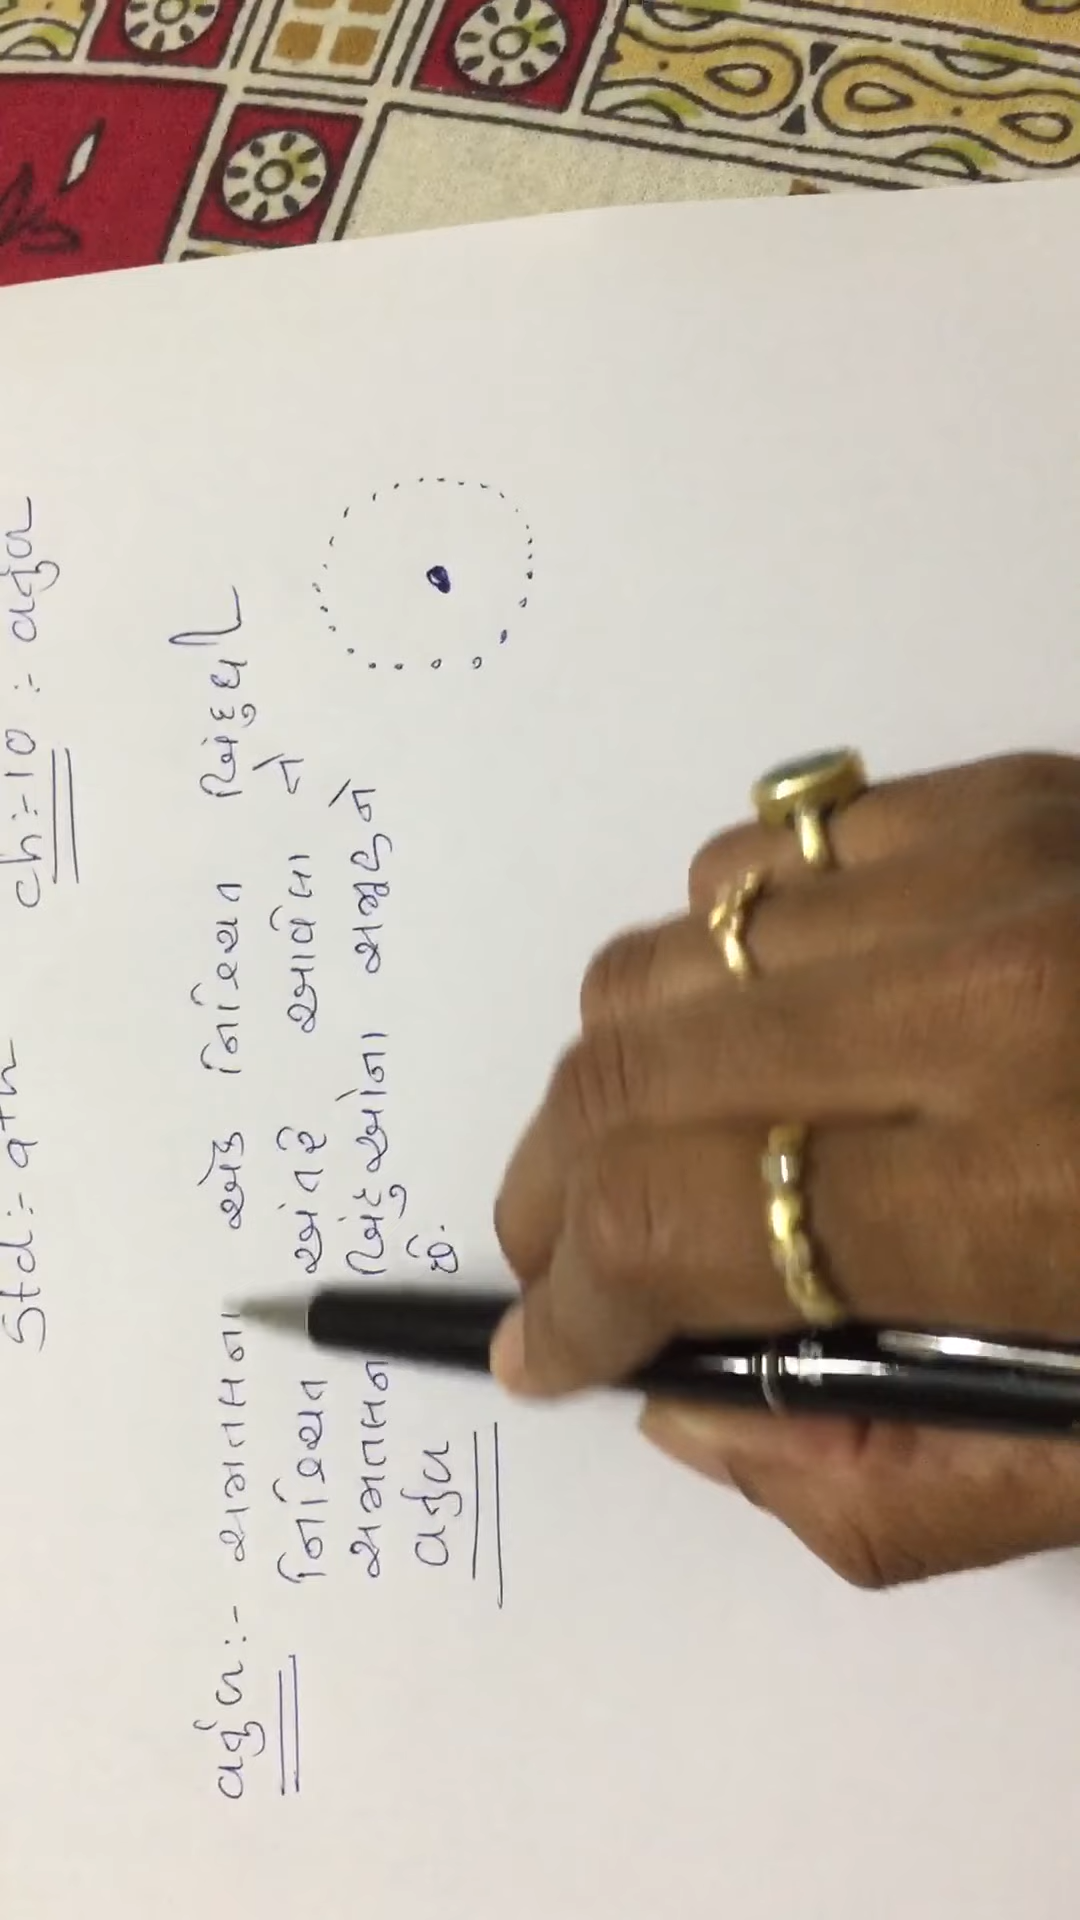 Std :- 9th ch :- 10 :- વર્તુળ
વર્તુળ :- સમતલના એક નિશ્ચિત બિંદુથી
નિશ્ચિત અંતરે આવેલા તે
સમતલના બિંદુઓના સમૂહને
વર્તુળ છે.